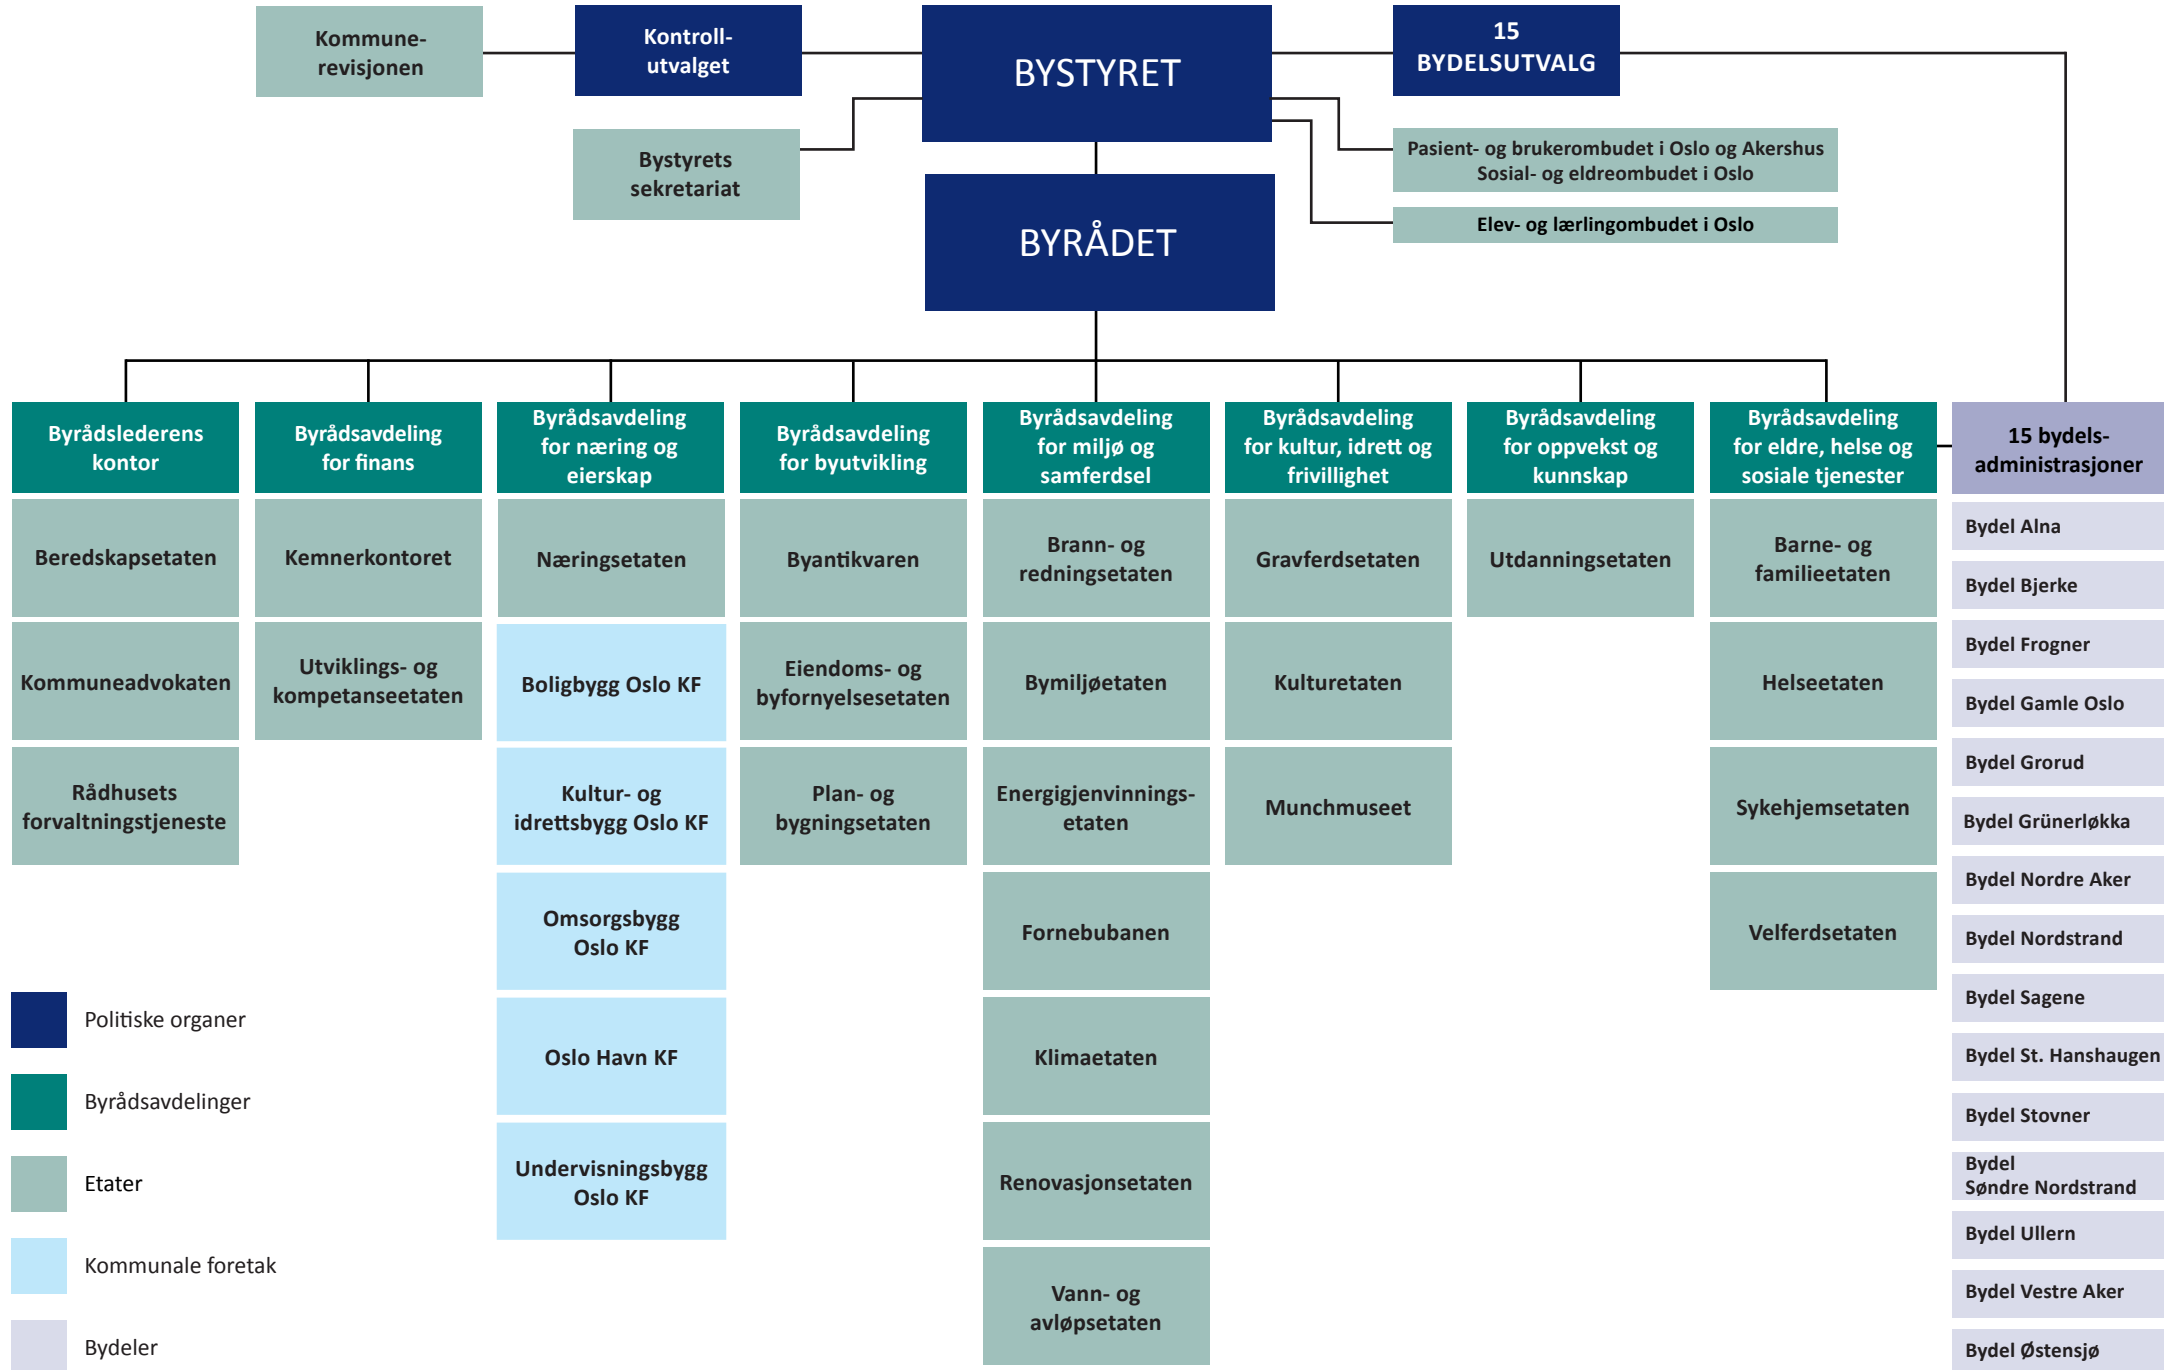 Kommune-
revisjonen
Kontroll-
utvalget
BYSTYRET
15
BYDELSUTVALG
Bystyrets
sekretariat
Pasient- og brukerombudet i Oslo og Akershus
Sosial- og eldreombudet i Oslo
Elev- og lærlingombudet i Oslo
BYRÅDET
Byrådslederens
kontor
Beredskapsetaten
Kommuneadvokaten
Rådhusets
forvaltningstjeneste
Byrådsavdeling
for finans
Kemnerkontoret
Utviklings- og
kompetanseetaten
Byrådsavdeling
for næring og
eierskap
Næringsetaten
Boligbygg Oslo KF
Kultur- og
idrettsbygg Oslo KF
Omsorgsbygg
Oslo KF
Oslo Havn KF
Undervisningsbygg
Oslo KF
Byrådsavdeling
for byutvikling
Byantikvaren
Eiendoms- og
byfornyelsesetaten
Plan- og
bygningsetaten
Byrådsavdeling
for miljø og
samferdsel
Brann- og
redningsetaten
Bymiljøetaten
Energigjenvinnings-
etaten
Fornebubanen
Klimaetaten
Renovasjonsetaten
Vann- og
avløpsetaten
Byrådsavdeling
for kultur, idrett og
frivillighet
Gravferdsetaten
Kulturetaten
Munchmuseet
Byrådsavdeling
for oppvekst og
kunnskap
Utdanningsetaten
Byrådsavdeling
for eldre, helse og
sosiale tjenester
Barne- og
familieetaten
Helseetaten
Sykehjemsetaten
Velferdsetaten
15 bydels-
administrasjoner
Bydel Alna
Bydel Bjerke
Bydel Frogner
Bydel Gamle Oslo
Bydel Grorud
Bydel Grünerløkka
Bydel Nordre Aker
Bydel Nordstrand
Bydel Sagene
Bydel St. Hanshaugen
Bydel Stovner
Bydel
Søndre Nordstrand
Bydel Ullern
Bydel Vestre Aker
Bydel Østensjø
Politiske organer
Byrådsavdelinger
Etater
Kommunale foretak
Bydeler